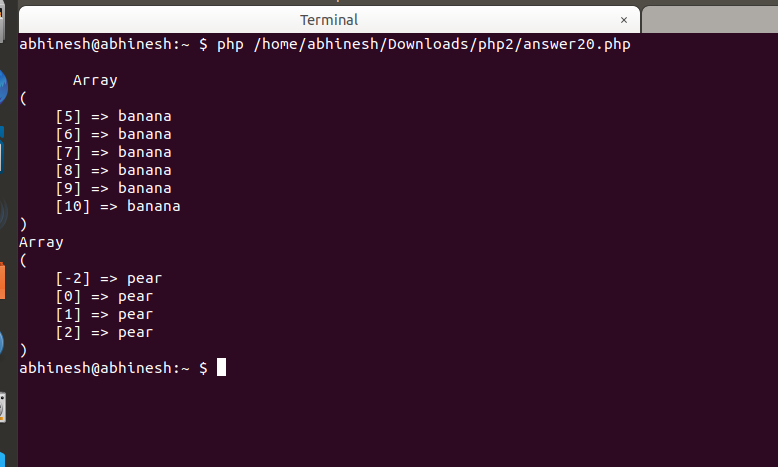 Terminal ×
abhinesh@abhinesh:~ $ php /home/abhinesh/Downloads/php2/answer20.php
Array
(
[5] => banana
[6] => banana
[7] => banana
[8] => banana
[9] => banana
[10] => banana
)
Array
(
[-2] => pear
[0] => pear
[1] => pear
[2] => pear
)
abhinesh@abhinesh:~ $